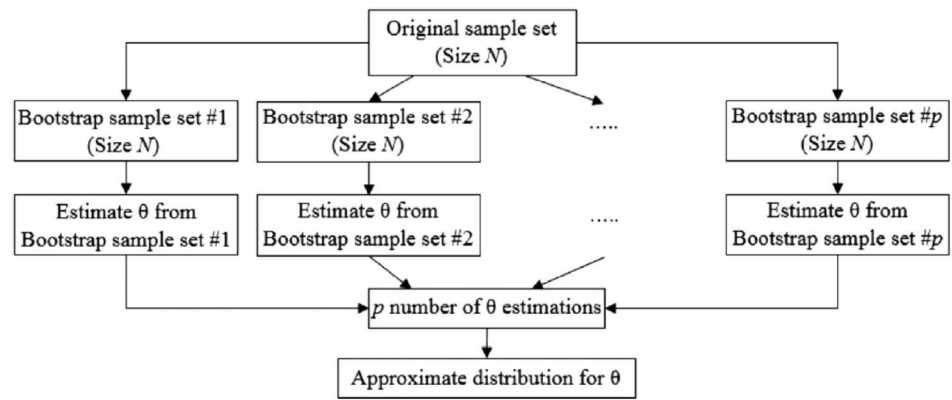 Original sample set
(Size N)
Bootstrap sample set #1
(Size N)
Bootstrap sample set #2
(Size N)
.....
Bootstrap sample set #p
(Size N)
Estimate θ from
Bootstrap sample set #1
Estimate θ from
Bootstrap sample set #2
.....
Estimate θ from
Bootstrap sample set #p
p number of θ estimations
Approximate distribution for θ